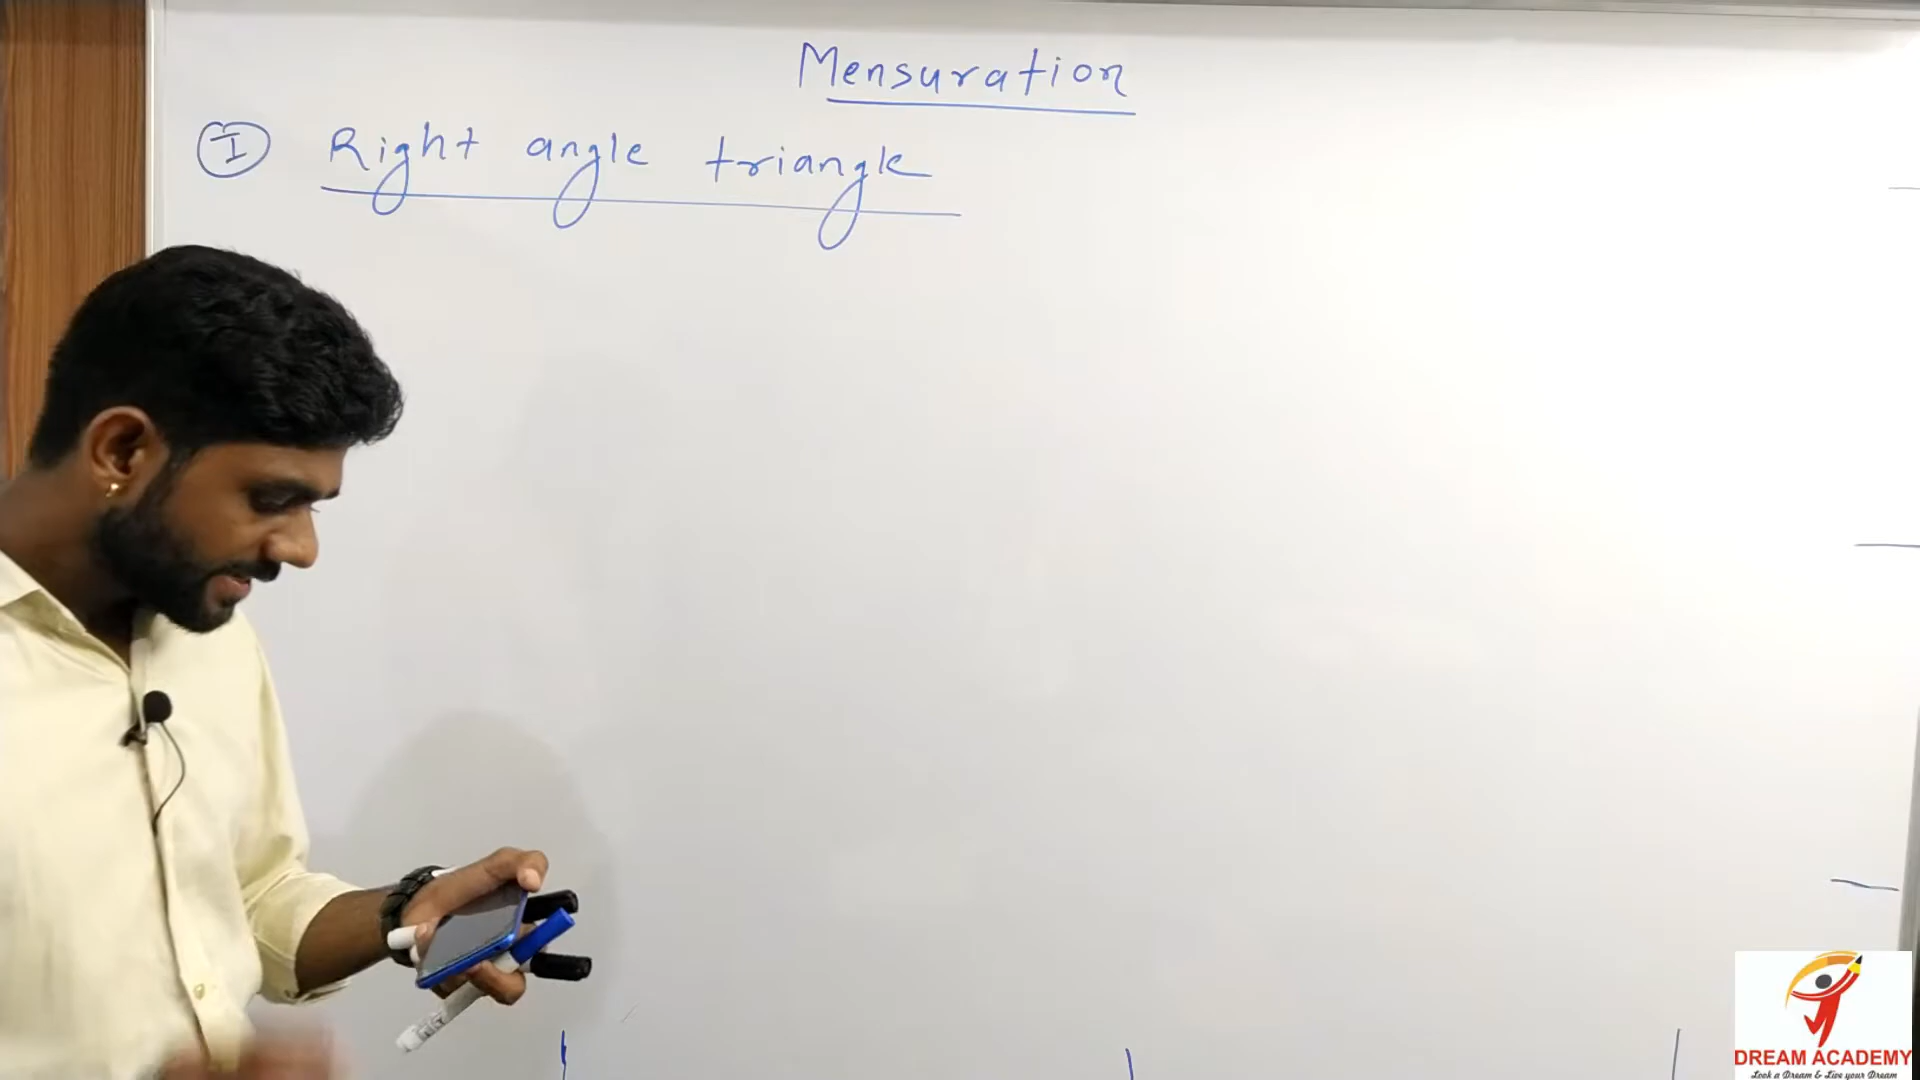 Mensuration
I Right angle triangle
DREAM ACADEMY
Look a Dream & Live your Dream